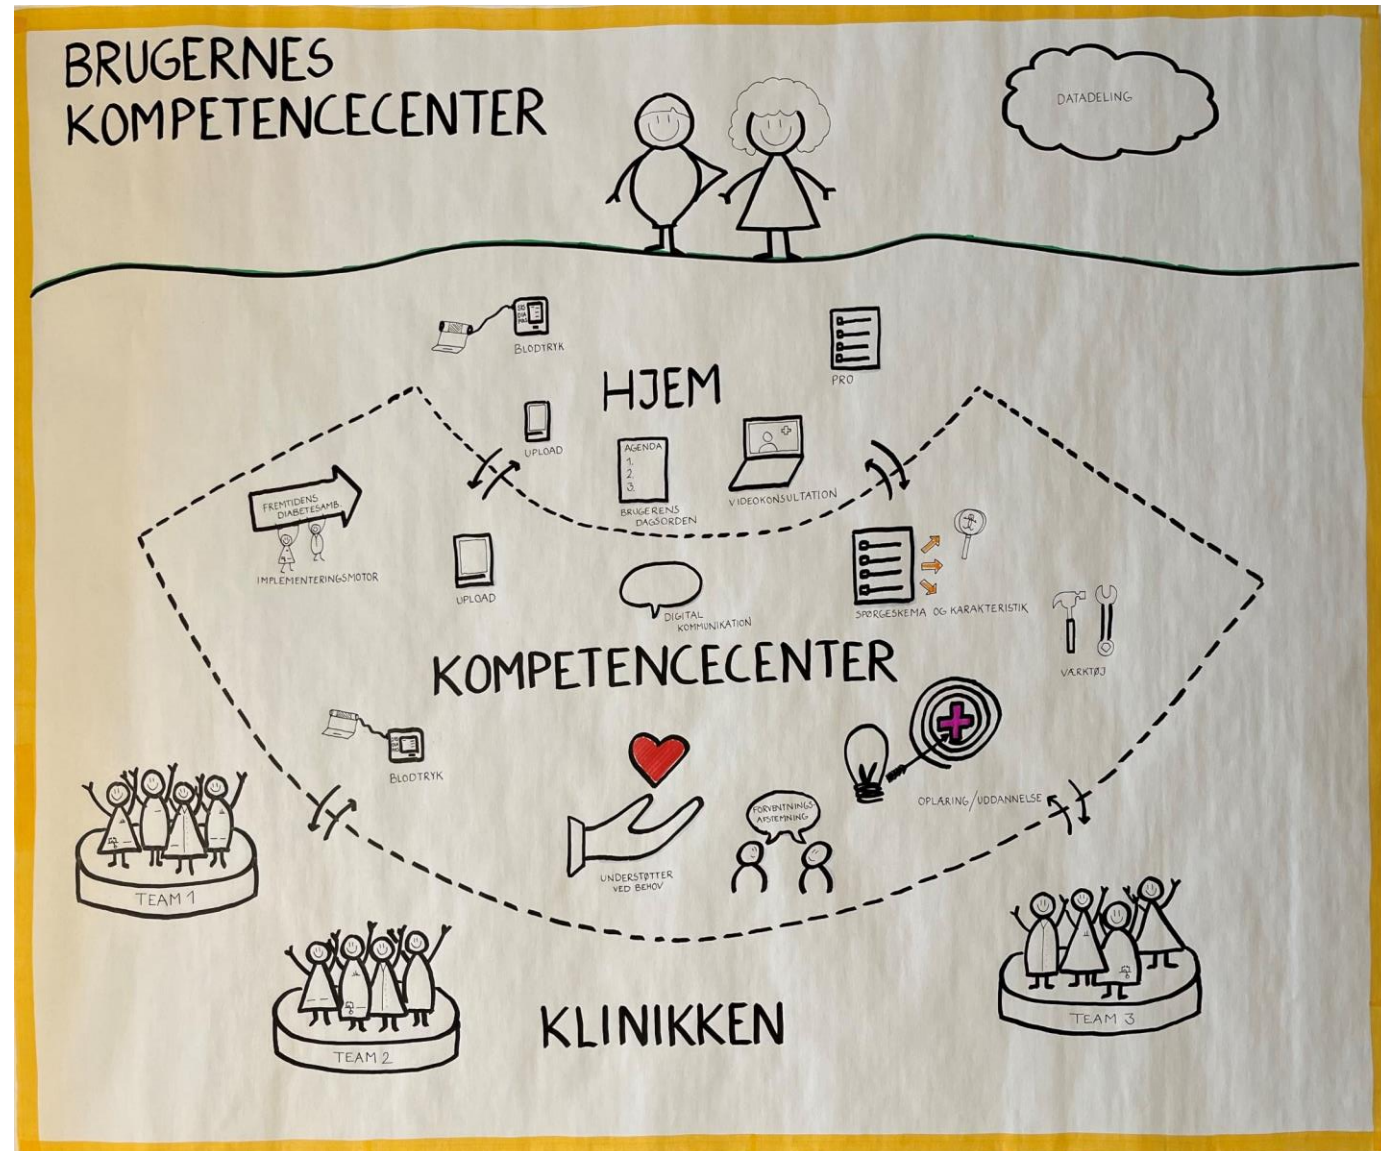 BRUGERNES
KOMPETENCECENTER
DATADELING
BLODTRYK
PRO
HJEM
UPLOAD
AGENDA
1.
2.
3.
BRUGERENS
DAGSORDEN
VIDEOKONSULTATION
FREMTIDENS
DIABETESAMB.
IMPLEMENTERINGSMOTOR
UPLOAD
DIGITAL
KOMMUNIKATION
SPØRGESKEMA OG KARAKTERISTIK
VÆRKTØJ
KOMPETENCECENTER
BLODTRYK
UNDERSTØTTER
VED BEHOV
FORVENTNINGS-
AFSTEMNING
OPLÆRING/UDDANNELSE
TEAM 1
TEAM 2
TEAM 3
KLINIKKEN